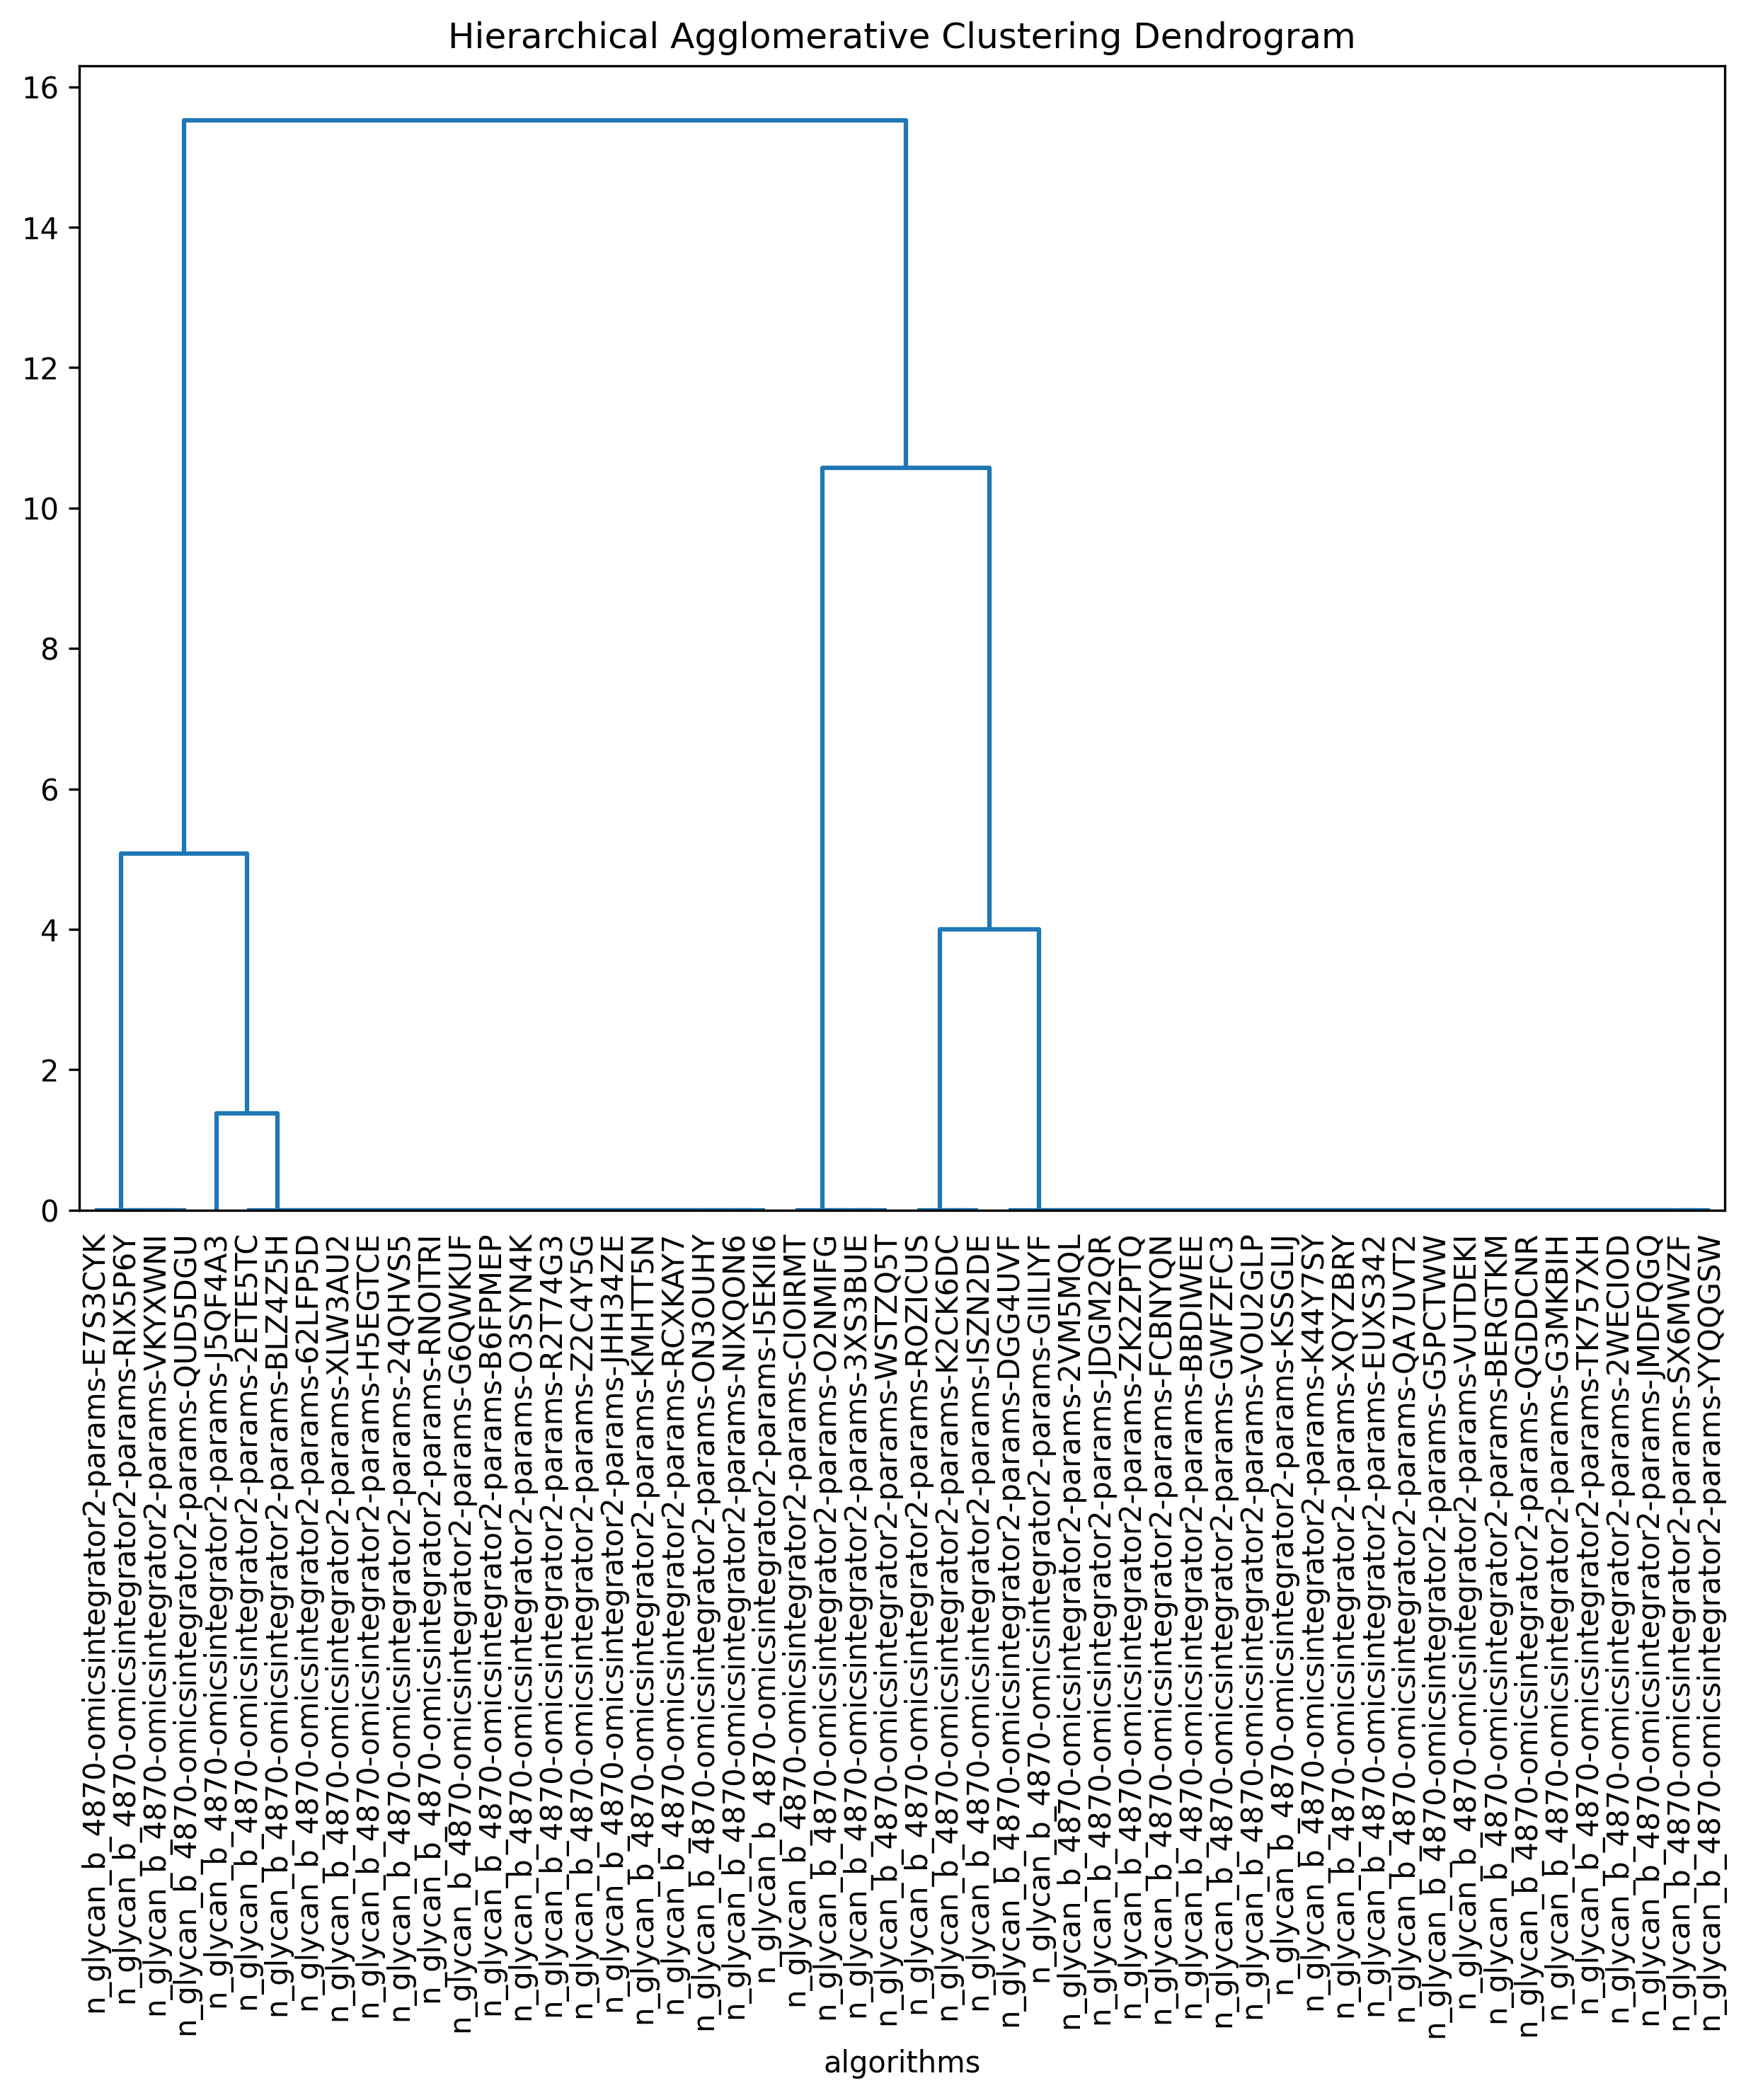 Hierarchical Agglomerative Clustering Dendrogram
16
14
12
10
8
6
4
2
0
n_glycan_b_4870-omicsintegrator2-params-E7S3CYK
n_glycan_b_4870-omicsintegrator2-params-RIX5P6Y
n_glycan_b_4870-omicsintegrator2-params-VKYXWNI
n_glycan_b_4870-omicsintegrator2-params-QUD5DGU
n_glycan_b_4870-omicsintegrator2-params-J5QF4A3
n_glycan_b_4870-omicsintegrator2-params-2ETE5TC
n_glycan_b_4870-omicsintegrator2-params-BLZ4Z5H
n_glycan_b_4870-omicsintegrator2-params-62LFP5D
n_glycan_b_4870-omicsintegrator2-params-XLW3AU2
n_glycan_b_4870-omicsintegrator2-params-H5EGTCE
n_glycan_b_4870-omicsintegrator2-params-24QHVS5
n_glycan_b_4870-omicsintegrator2-params-RNOITRI
n_glycan_b_4870-omicsintegrator2-params-G6QWKUF
n_glycan_b_4870-omicsintegrator2-params-B6FPMEP
n_glycan_b_4870-omicsintegrator2-params-O3SYN4K
n_glycan_b_4870-omicsintegrator2-params-R2T74G3
n_glycan_b_4870-omicsintegrator2-params-Z2C4Y5G
n_glycan_b_4870-omicsintegrator2-params-JHH34ZE
n_glycan_b_4870-omicsintegrator2-params-KMHTT5N
n_glycan_b_4870-omicsintegrator2-params-RCXKAY7
n_glycan_b_4870-omicsintegrator2-params-ON3OUHY
n_glycan_b_4870-omicsintegrator2-params-NIXQON6
n_glycan_b_4870-omicsintegrator2-params-I5EKII6
n_glycan_b_4870-omicsintegrator2-params-CIOIRMT
n_glycan_b_4870-omicsintegrator2-params-O2NMIFG
n_glycan_b_4870-omicsintegrator2-params-3XS3BUE
n_glycan_b_4870-omicsintegrator2-params-WSTZQ5T
n_glycan_b_4870-omicsintegrator2-params-ROZICUS
n_glycan_b_4870-omicsintegrator2-params-K2CK6DC
n_glycan_b_4870-omicsintegrator2-params-ISZN2DE
n_glycan_b_4870-omicsintegrator2-params-DGG4UVF
n_glycan_b_4870-omicsintegrator2-params-GIILIYF
n_glycan_b_4870-omicsintegrator2-params-2VM5MQL
n_glycan_b_4870-omicsintegrator2-params-JDGM2QR
n_glycan_b_4870-omicsintegrator2-params-ZK2ZPTQ
n_glycan_b_4870-omicsintegrator2-params-FCBNYQN
n_glycan_b_4870-omicsintegrator2-params-BBDIWEE
n_glycan_b_4870-omicsintegrator2-params-GWFZFC3
n_glycan_b_4870-omicsintegrator2-params-VOU2GLP
n_glycan_b_4870-omicsintegrator2-params-KSSGLIJ
n_glycan_b_4870-omicsintegrator2-params-K44Y7SY
n_glycan_b_4870-omicsintegrator2-params-XQYZBRY
n_glycan_b_4870-omicsintegrator2-params-EUXS342
n_glycan_b_4870-omicsintegrator2-params-QA7UVT2
n_glycan_b_4870-omicsintegrator2-params-G5PCTWW
n_glycan_b_4870-omicsintegrator2-params-VUTDEKI
n_glycan_b_4870-omicsintegrator2-params-BERGTKM
n_glycan_b_4870-omicsintegrator2-params-QGDDCNR
n_glycan_b_4870-omicsintegrator2-params-G3MKBIH
n_glycan_b_4870-omicsintegrator2-params-TK757XH
n_glycan_b_4870-omicsintegrator2-params-2WECIOD
n_glycan_b_4870-omicsintegrator2-params-JMDFQGQ
n_glycan_b_4870-omicsintegrator2-params-SX6MWZF
n_glycan_b_4870-omicsintegrator2-params-YYQQGSW
algorithms